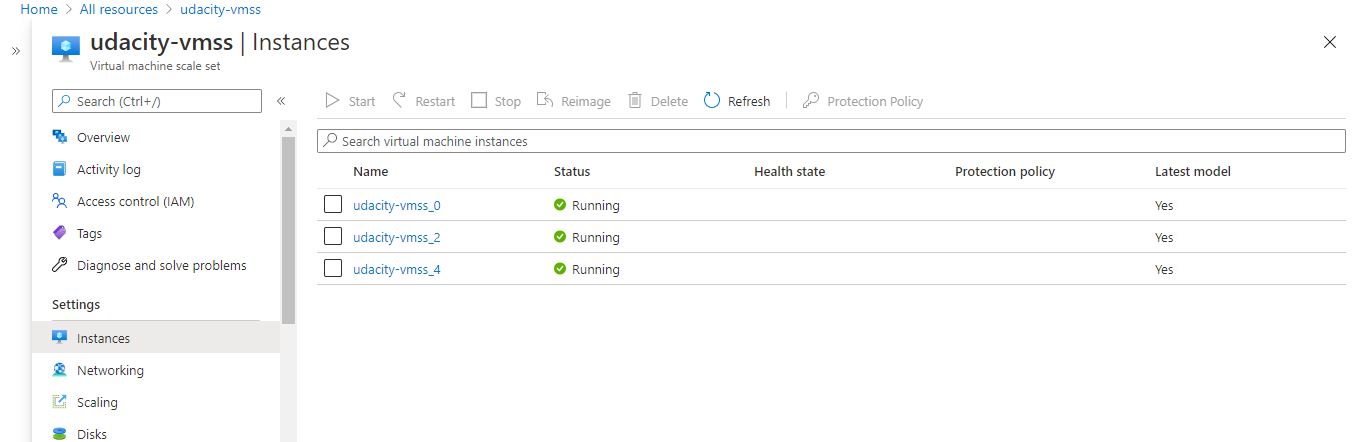 Home > All resources > udacity-vmss
»
udacity-vmss | Instances
Virtual machine scale set
Search (Ctrl+/)
«
Overview
Activity log
Access control (IAM)
Tags
Diagnose and solve problems
Settings
Instances
Networking
Scaling
Disks
Start Restart Stop Reimage Delete Refresh Protection Policy
Search virtual machine instances
Name Status Health state Protection policy Latest model
udacity-vmss_0 Running Yes
udacity-vmss_2 Running Yes
udacity-vmss_4 Running Yes